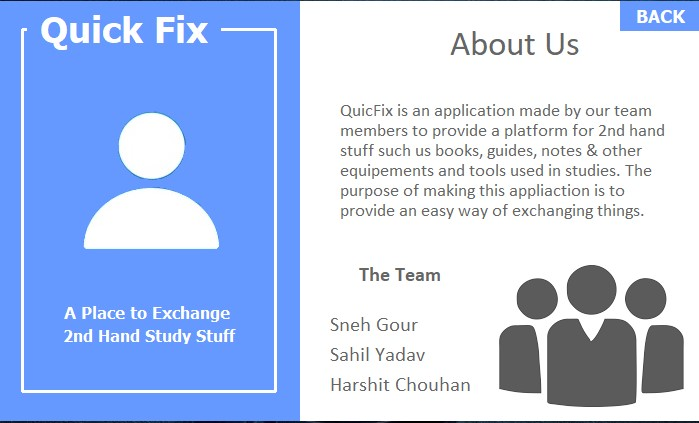 Quick Fix
A Place to Exchange
2nd Hand Study Stuff
BACK
About Us
QuicFix is an application made by our team
members to provide a platform for 2nd hand
stuff such us books, guides, notes & other
equipements and tools used in studies. The
purpose of making this appliaction is to
provide an easy way of exchanging things.
The Team
Sneh Gour
Sahil Yadav
Harshit Chouhan